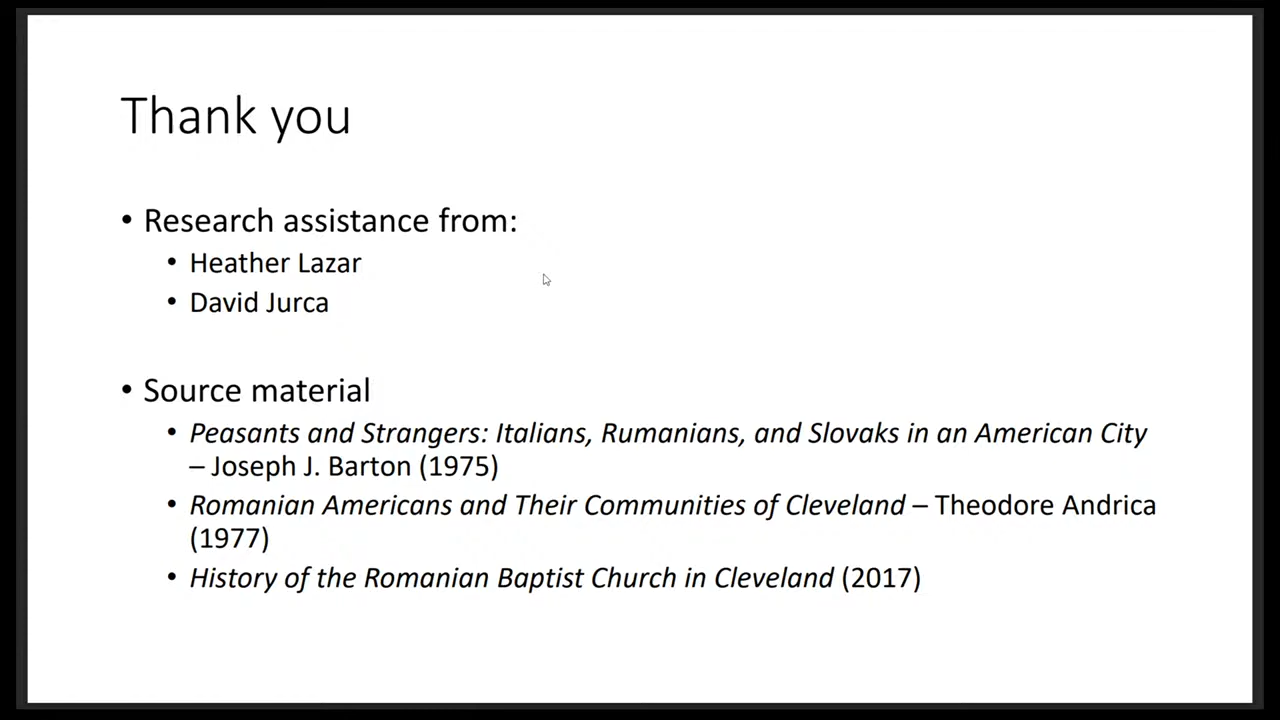 Thank you
• Research assistance from:
• Heather Lazar
• David Jurca
• Source material
• Peasants and Strangers: Italians, Rumanians, and Slovaks in an American City
– Joseph J. Barton (1975)
• Romanian Americans and Their Communities of Cleveland – Theodore Andrica
(1977)
• History of the Romanian Baptist Church in Cleveland (2017)